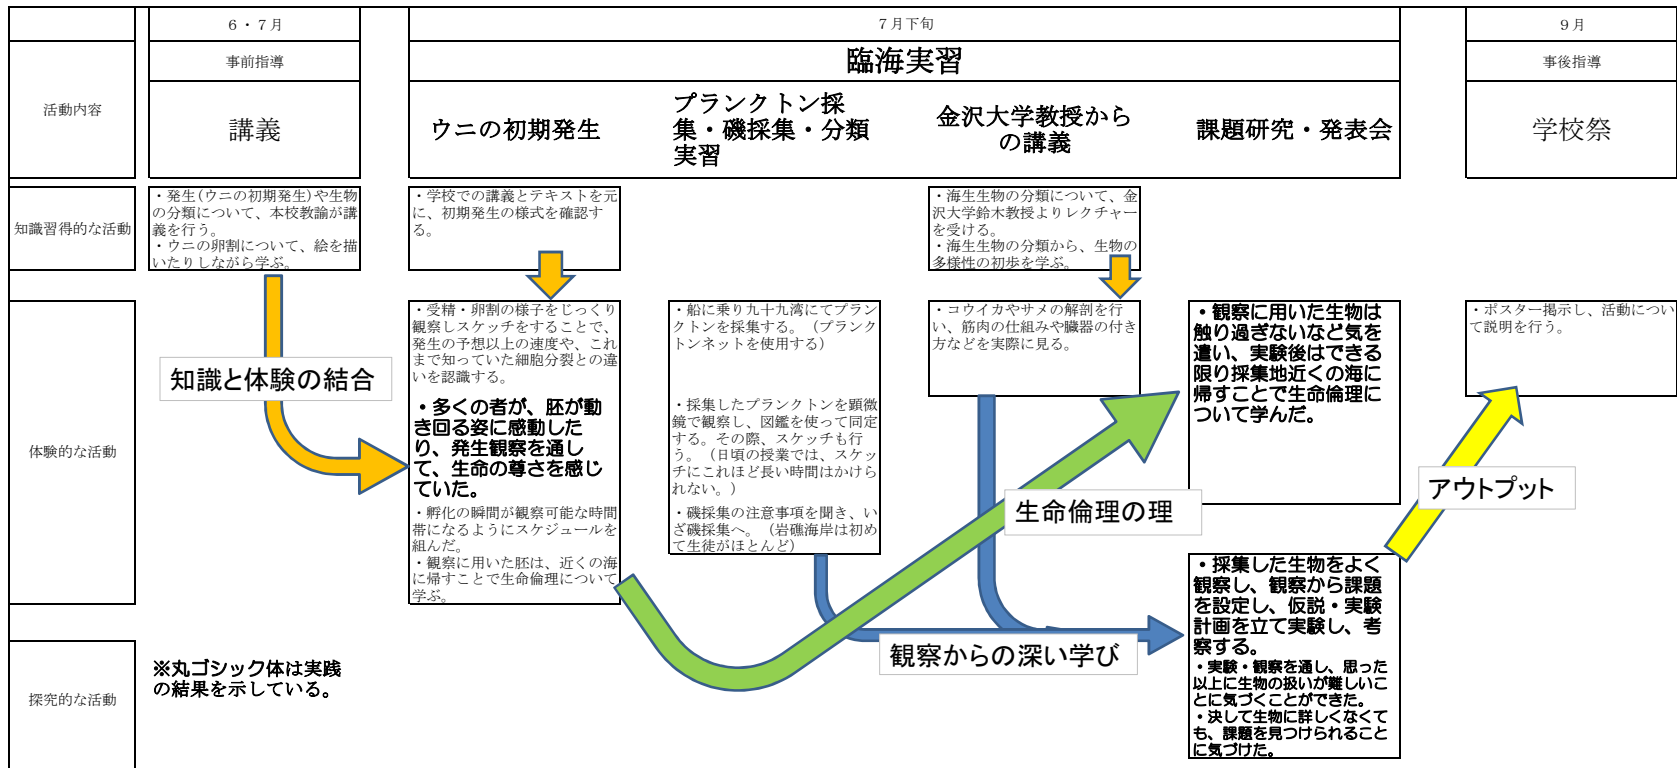 ６・７月
７月下旬
９月
事前指導
臨海実習
事後指導
活動内容
講義
ウニの初期発生
プランクトン採
集・磯採集・分類
実習
金沢大学教授から
の講義
課題研究・発表会
学校祭
知識習得的な活動
・発生(ウニの初期発生)や生物
の分類について、本校教諭が講
義を行う。
・ウニの卵割について、絵を描
いたりしながら学ぶ。
・学校での講義とテキストを元
に、初期発生の様式を確認す
る。
・海生生物の分類について、金
沢大学鈴木教授よりレクチャー
を受ける。
・海生生物の分類から、生物の
多様性の初歩を学ぶ。
体験的な活動
知識と体験の結合
・受精・卵割の様子をじっくり
観察しスケッチをすることで、
発生の予想以上の速度や、これ
まで知っていた細胞分裂との違
いを認識する。
・多くの者が、胚が動
き回る姿に感動した
り、発生観察を通し
て、生命の尊さを感じ
ていた。
・孵化の瞬間が観察可能な時間
帯になるようにスケジュールを
組んだ。
・観察に用いた胚は、近くの海
に帰すことで生命倫理について
学ぶ。
・船に乗り九十九湾にてプラン
クトンを採集する。（プランク
トンネットを使用する）
・採集したプランクトンを顕微
鏡で観察し、図鑑を使って同定
する。その際、スケッチも行
う。（日頃の授業では、スケッ
チにこれほど長い時間はかけら
れない。）
・磯採集の注意事項を聞き、い
ざ磯採集へ。（岩礁海岸は初め
て生徒がほとんど）
・コウイカやサメの解剖を行
い、筋肉の仕組みや臓器の付き
方などを実際に見る。
・観察に用いた生物は
触り過ぎないなど気を
遣い、実験後はできる
限り採集地近くの海に
帰すことで生命倫理に
ついて学んだ。
・ポスター掲示し、活動につい
て説明を行う。
生命倫理の理
アウトプット
観察からの深い学び
探究的な活動
※丸ゴシック体は実践
の結果を示している。
・採集した生物をよく
観察し、観察から課題
を設定し、仮説・実験
計画を立て実験し、考
察する。
・実験・観察を通し、思った
以上に生物の扱いが難しいこ
とに気づくことができた。
・決して生物に詳しくなくて
も、課題を見つけられること
に気づけた。